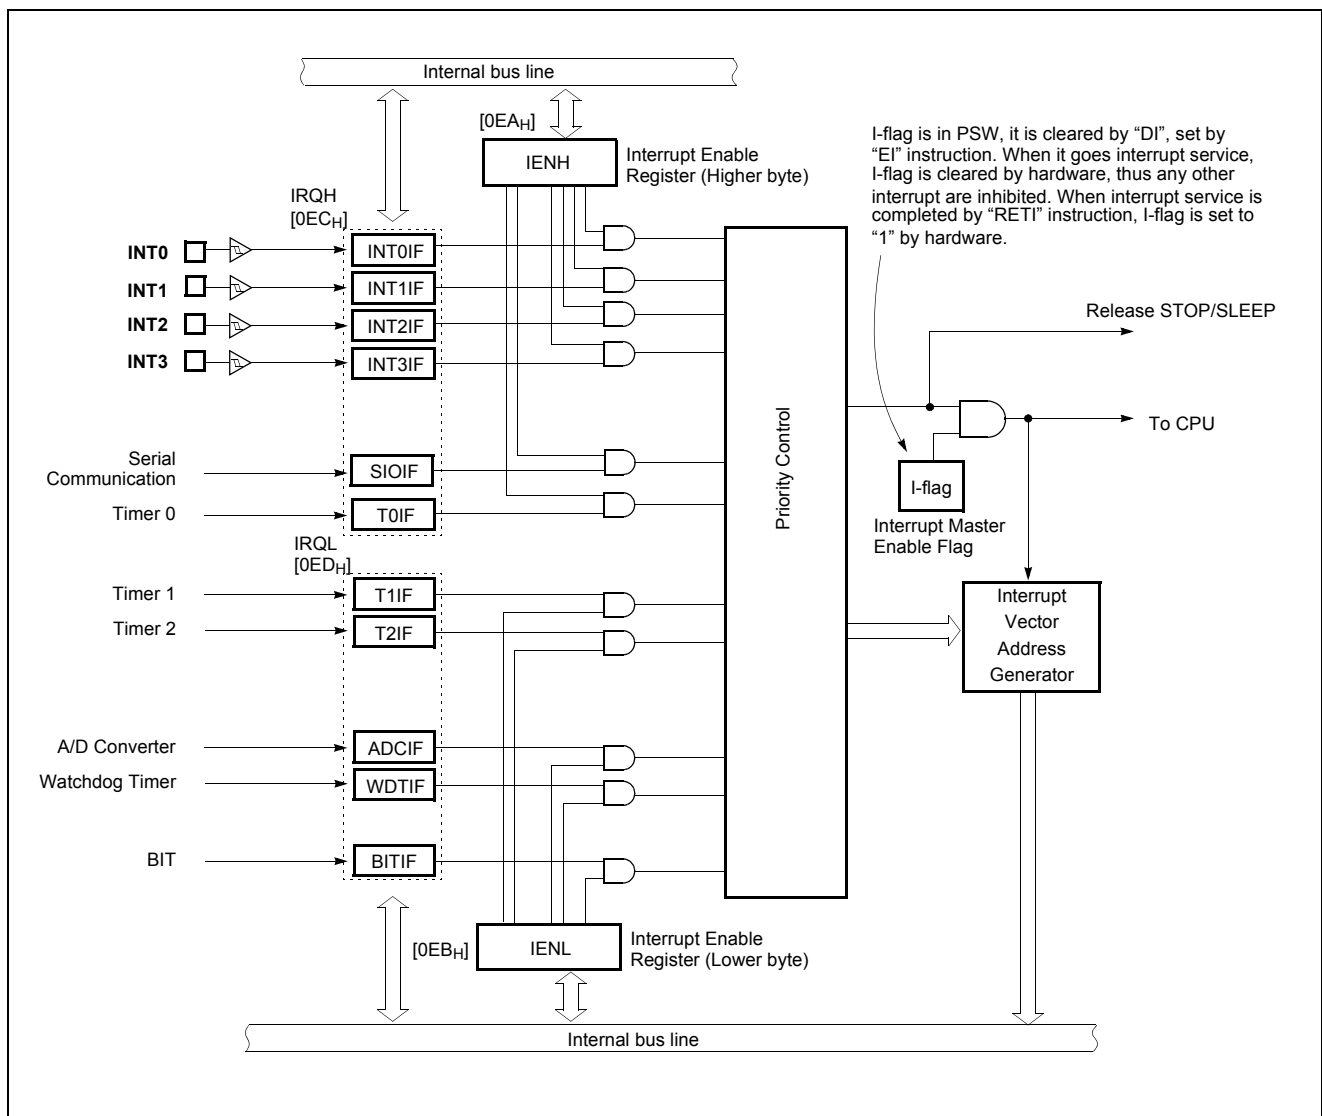 Internal bus line
[0EAH]
IENH
Interrupt Enable
Register (Higher byte)
I-flag is in PSW, it is cleared by “DI”, set by
“EI” instruction. When it goes interrupt service,
I-flag is cleared by hardware, thus any other
interrupt are inhibited. When interrupt service is
completed by “RETI” instruction, I-flag is set to
“1” by hardware.
IRQH
[0ECH]
INT0
INT0IF
INT1
INT1IF
INT2
INT2IF
INT3
INT3IF
Release STOP/SLEEP
Priority Control
To CPU
Serial
Communication
SIOIF
I-flag
Timer 0
T0IF
Interrupt Master
Enable Flag
IRQL
[0EDH]
Timer 1
T1IF
Timer 2
T2IF
Interrupt
Vector
Address
Generator
A/D Converter
ADCIF
Watchdog Timer
WDTIF
BIT
BITIF
[0EBH]
IENL
Interrupt Enable
Register (Lower byte)
Internal bus line